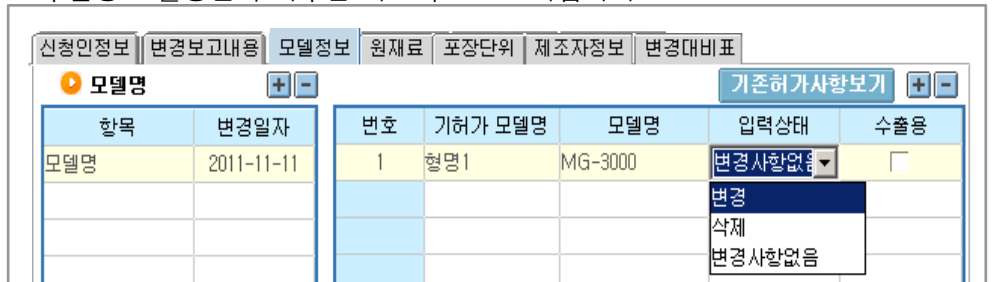 신청인정보 변경보고내용 모델정보 원재료 포장단위 제조자정보 변경대비표
모델명 + - 기존허가사항보기 + -
항목 변경일자 번호 기허가 모델명 모델명 입력상태 수출용
모델명 2011-11-11 1 형명1 MG-3000 변경사항없음
변경
삭제
변경사항없음